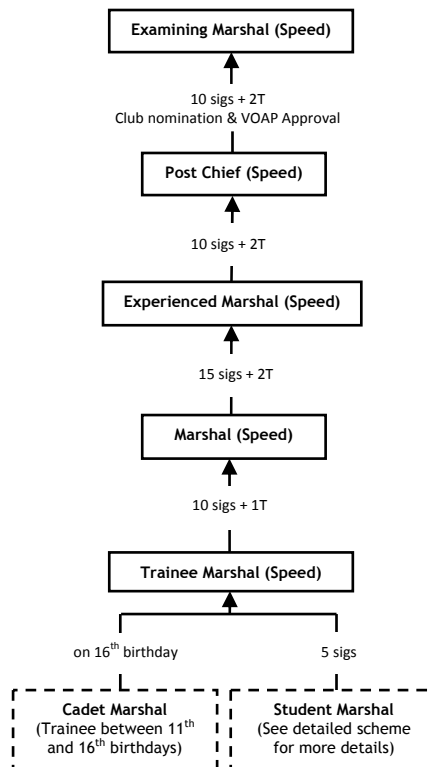 Examining Marshal (Speed)
10 sigs + 2T
Club nomination & VOAP Approval
Post Chief (Speed)
10 sigs + 2T
Experienced Marshal (Speed)
15 sigs + 2T
Marshal (Speed)
10 sigs + 1T
Trainee Marshal (Speed)
on 16th birthday
5 sigs
Cadet Marshal
(Trainee between 11th
and 16th birthdays)
Student Marshal
(See detailed scheme
for more details)